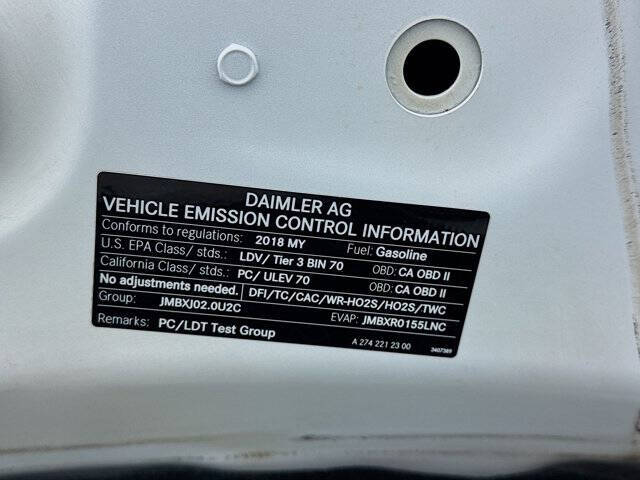 DAIMLER AG
VEHICLE EMISSION CONTROL INFORMATION
Conforms to regulations: 2018 MY Fuel: Gasoline
U.S. EPA Class/ stds.: LDV/ Tier 3 BIN 70 OBD: CA OBD II
California Class/ stds.: PC/ ULEV 70 OBD: CA OBD II
No adjustments needed. DFI/TC/CAC/WR-HO2S/HO2S/TWC
Group: JMBXJ02.0U2C EVAP: JMBXR0155LNC
Remarks: PC/LDT Test Group
A 274 221 23 00 3407389